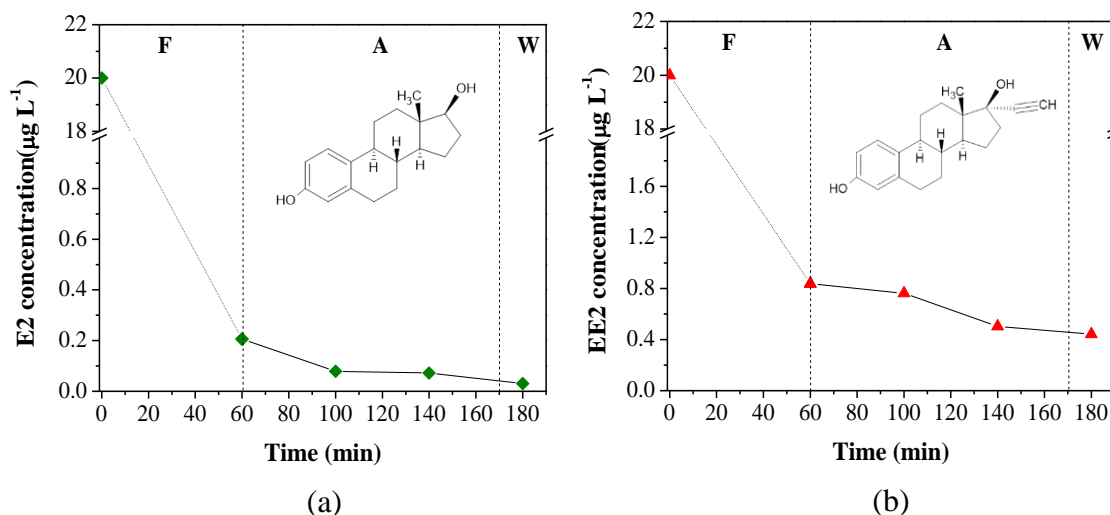 F A W
22
20
18
0.8
0.6
0.4
0.2
0.0
E2 concentration(µg L⁻¹)
H₃C OH
H H H
HO
0 20 40 60 80 100 120 140 160 180
Time (min)
(a)
F A W
22
20
18
1.6
1.2
0.8
0.4
0.0
EE2 concentration(µg L⁻¹)
H₃C OH
CH
H H H
HO
0 20 40 60 80 100 120 140 160 180
Time (min)
(b)